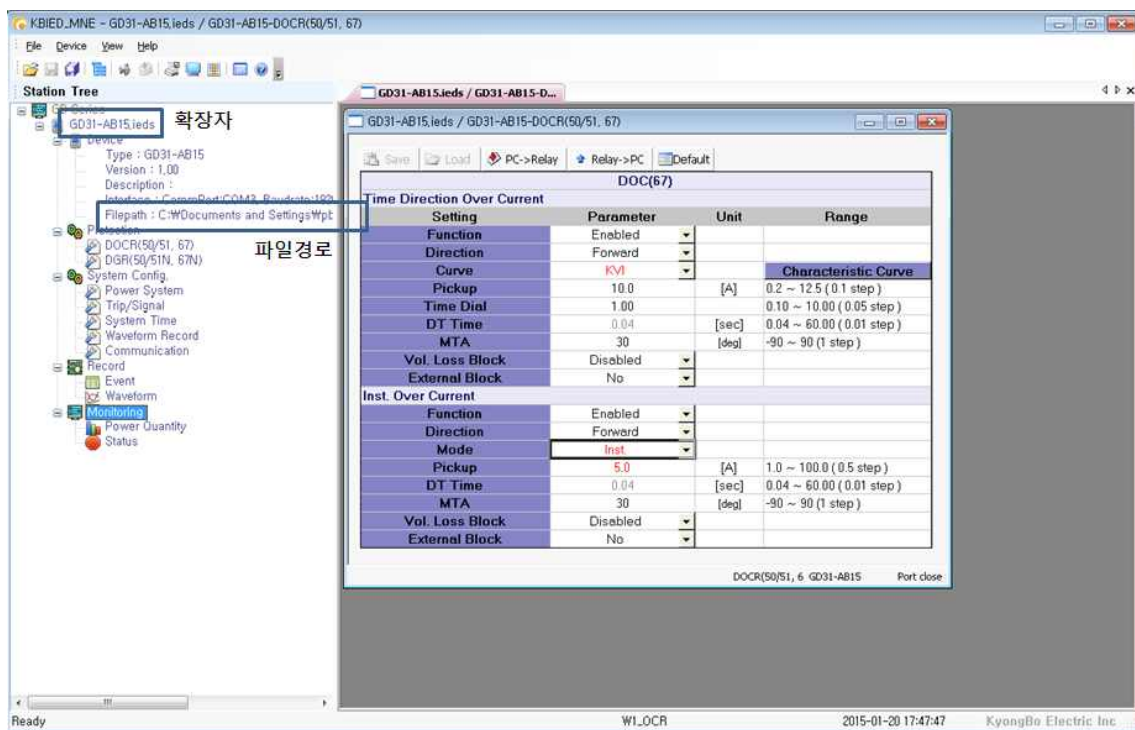 KBIED_MNE - GD31-AB15.ieds / GD31-AB15-DOCR(50/51, 67)
File Device View Help
Station Tree
GD31-AB15.ieds / GD31-AB15-D...
GD31-AB15.ieds
확장자
Device
Type : GD31-AB15
Version : 1.00
Description :
Interface : CommPort:COM3, Baudrate:192
Filepath : C:₩Documents and Settings₩pb
파일경로
Protection
DOCR(50/51, 67)
DGR(50/51N, 67N)
System Config.
Power System
Trip/Signal
System Time
Waveform Record
Communication
Record
Event
Waveform
Monitoring
Power Quantity
Status
GD31-AB15.ieds / GD31-AB15-DOCR(50/51, 67)
Save Load PC->Relay Relay->PC Default
DOC(67)
Time Direction Over Current
Setting Parameter Unit Range
Function Enabled
Direction Forward
Curve KVI Characteristic Curve
Pickup 10.0 [A] 0.2 ~ 12.5 ( 0.1 step )
Time Dial 1.00 0.10 ~ 10.00 ( 0.05 step )
DT Time 0.04 [sec] 0.04 ~ 60.00 ( 0.01 step )
MTA 30 [deg] -90 ~ 90 (1 step )
Vol. Loss Block Disabled
External Block No
Inst. Over Current
Function Enabled
Direction Forward
Mode Inst.
Pickup 5.0 [A] 1.0 ~ 100.0 ( 0.5 step )
DT Time 0.04 [sec] 0.04 ~ 60.00 ( 0.01 step )
MTA 30 [deg] -90 ~ 90 (1 step )
Vol. Loss Block Disabled
External Block No
DOCR(50/51, 6 GD31-AB15 Port close
Ready W1_OCR 2015-01-20 17:47:47 KyongBo Electric Inc